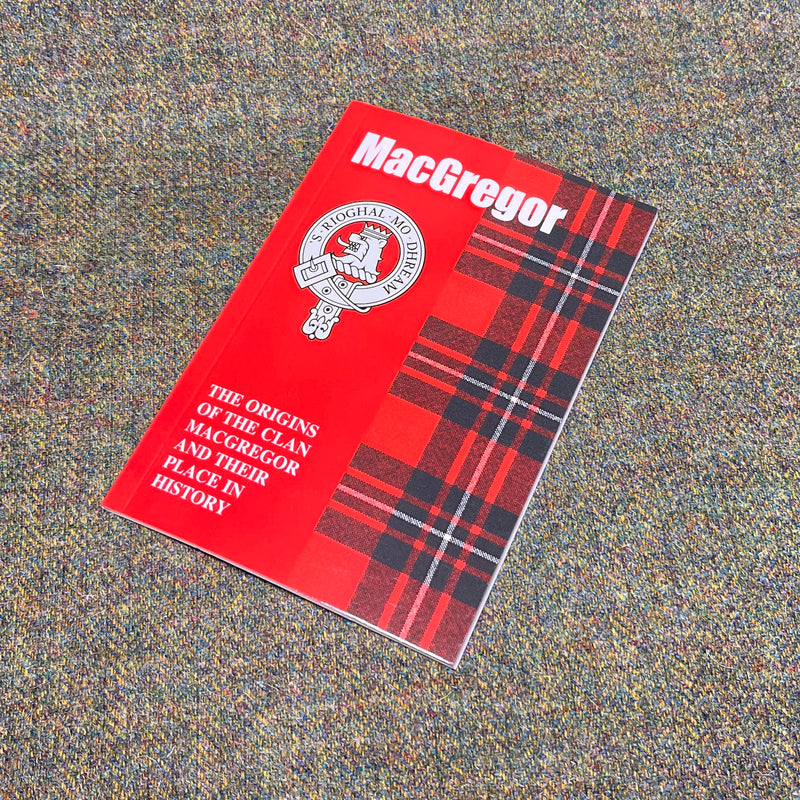 MacGregor
'S·RIOGHAL·MO·DHREAM
THE ORIGINS
OF THE CLAN
MACGREGOR
AND THEIR
PLACE IN
HISTORY